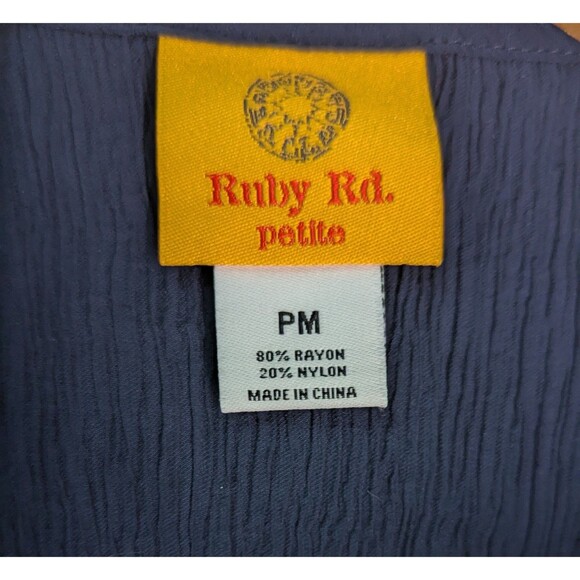 Ruby Rd.
petite
PM
80% RAYON
20% NYLON
MADE IN CHINA